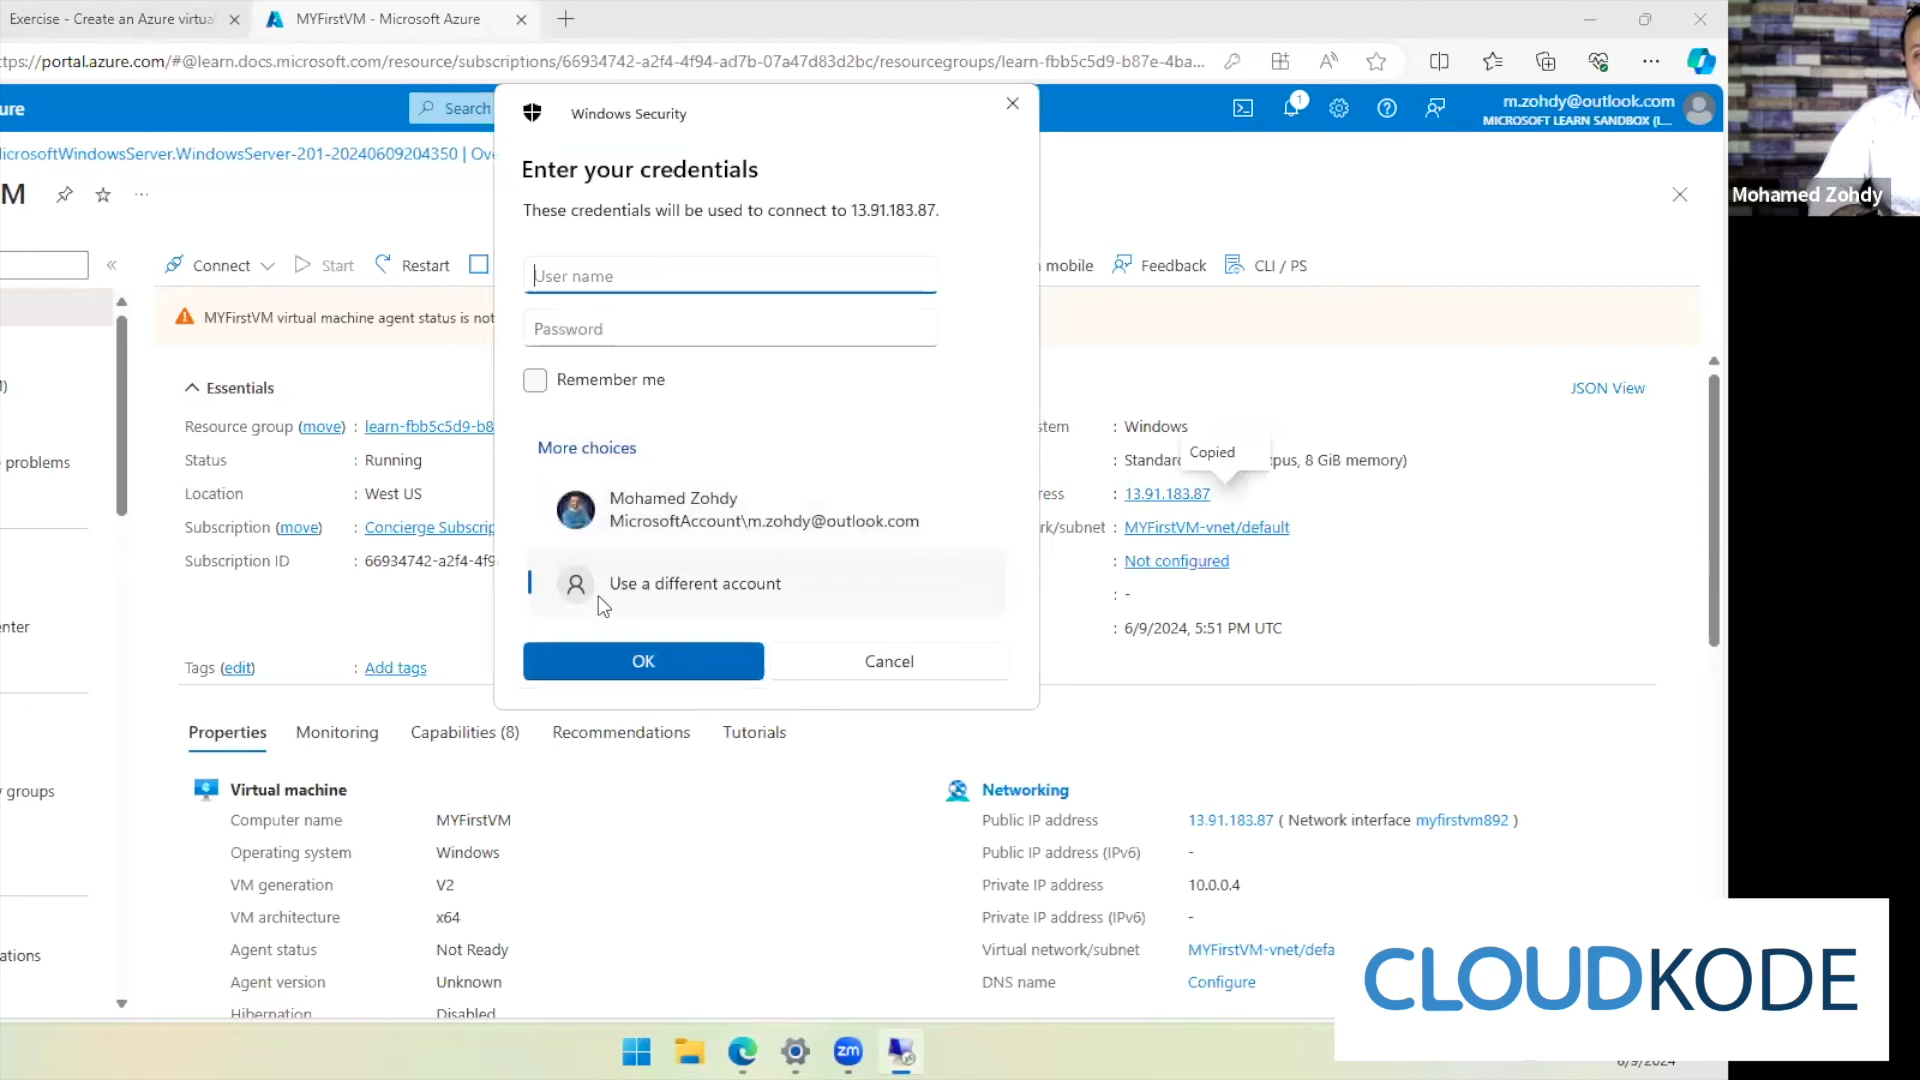 Exercise - Create an Azure virtua
MYFirstVM - Microsoft Azure
ttps://portal.azure.com/#@learn.docs.microsoft.com/resource/subscriptions/66934742-a2f4-4f94-ad7b-07a47d83d2bc/resourcegroups/learn-fbb5c5d9-b87e-4ba...
ure
Search
1
m.zohdy@outlook.com
MICROSOFT LEARN SANDBOX (L...
icrosoftWindowsServer.WindowsServer-201-20240609204350 | Ove
M
Mohamed Zohdy
Windows Security
Enter your credentials
These credentials will be used to connect to 13.91.183.87.
User name
Password
Remember me
More choices
Mohamed Zohdy
MicrosoftAccount\m.zohdy@outlook.com
Use a different account
OK
Cancel
Connect
Start
Restart
mobile
Feedback
CLI / PS
MYFirstVM virtual machine agent status is not
Essentials
JSON View
Resource group (move) : learn-fbb5c5d9-b8
Status : Running
Location : West US
Subscription (move) : Concierge Subscrip
Subscription ID : 66934742-a2f4-4f9
Tags (edit) : Add tags
stem : Windows
Copied
: Standard cpus, 8 GiB memory)
ress : 13.91.183.87
rk/subnet : MYFirstVM-vnet/default
: Not configured
: -
: 6/9/2024, 5:51 PM UTC
problems
enter
groups
ations
Properties
Monitoring
Capabilities (8)
Recommendations
Tutorials
Virtual machine
Computer name MYFirstVM
Operating system Windows
VM generation V2
VM architecture x64
Agent status Not Ready
Agent version Unknown
Hibernation Disabled
Networking
Public IP address 13.91.183.87 ( Network interface myfirstvm892 )
Public IP address (IPv6) -
Private IP address 10.0.0.4
Private IP address (IPv6) -
Virtual network/subnet MYFirstVM-vnet/defa
DNS name Configure
CLOUDKODE
zm
6/9/2024